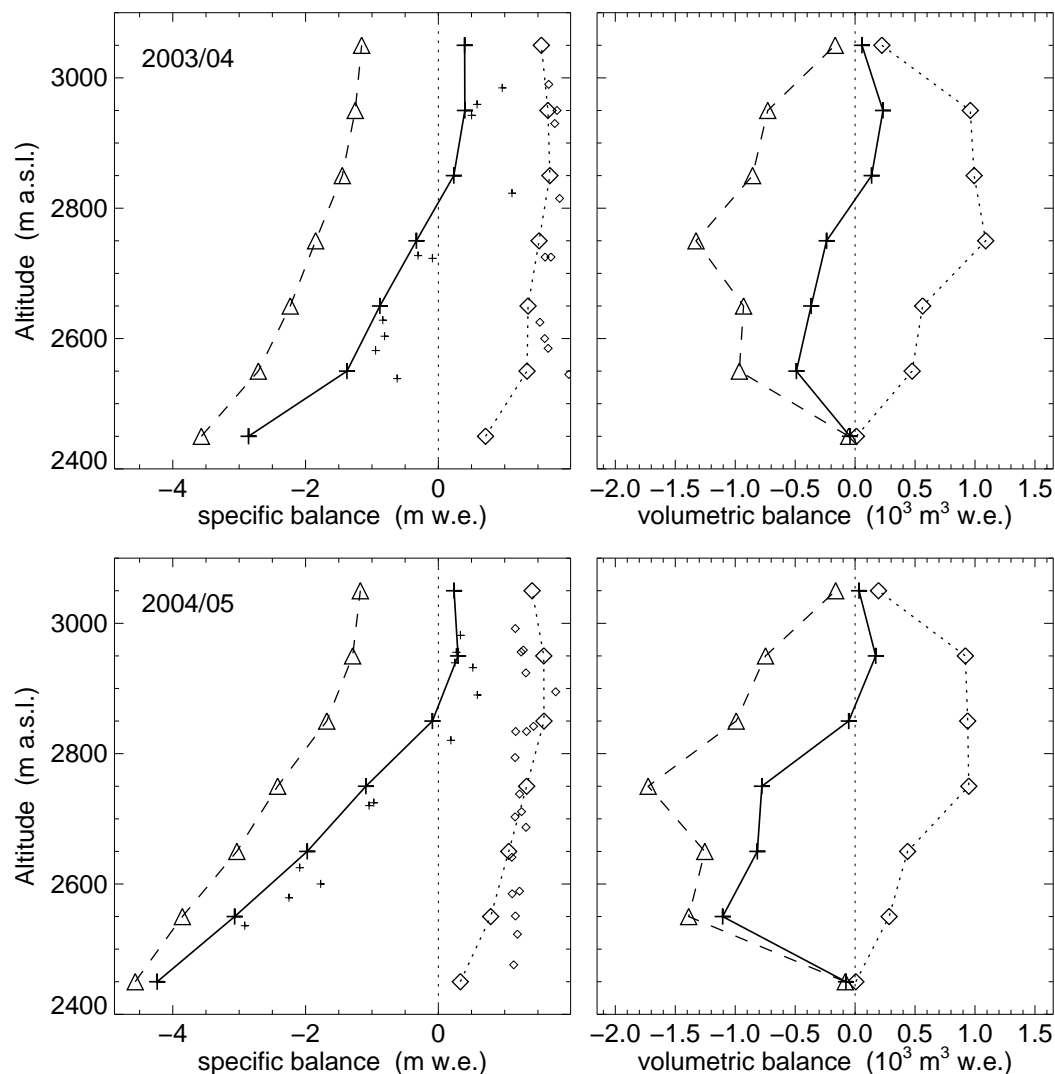 2003/04
3000
2800
2600
2400
Altitude (m a.s.l.)
−4 −2 0
specific balance (m w.e.)
−2.0 −1.5 −1.0 −0.5 0.0 0.5 1.0 1.5
volumetric balance (10³ m³ w.e.)
2004/05
3000
2800
2600
2400
Altitude (m a.s.l.)
−4 −2 0
specific balance (m w.e.)
−2.0 −1.5 −1.0 −0.5 0.0 0.5 1.0 1.5
volumetric balance (10³ m³ w.e.)